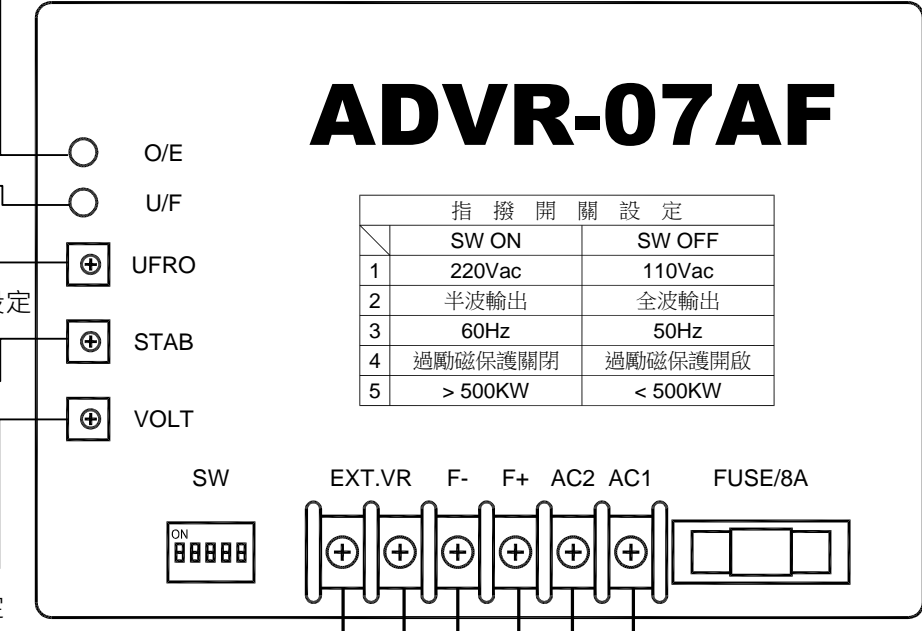 ADVR-07AF
O/E
U/F
UFRO
設定
STAB
VOLT
指 撥 開 關 設 定
SW ON SW OFF
1 220Vac 110Vac
2 半波輸出 全波輸出
3 60Hz 50Hz
4 過勵磁保護關閉 過勵磁保護開啟
5 > 500KW < 500KW
SW EXT.VR F- F+ AC2 AC1 FUSE/8A
ON